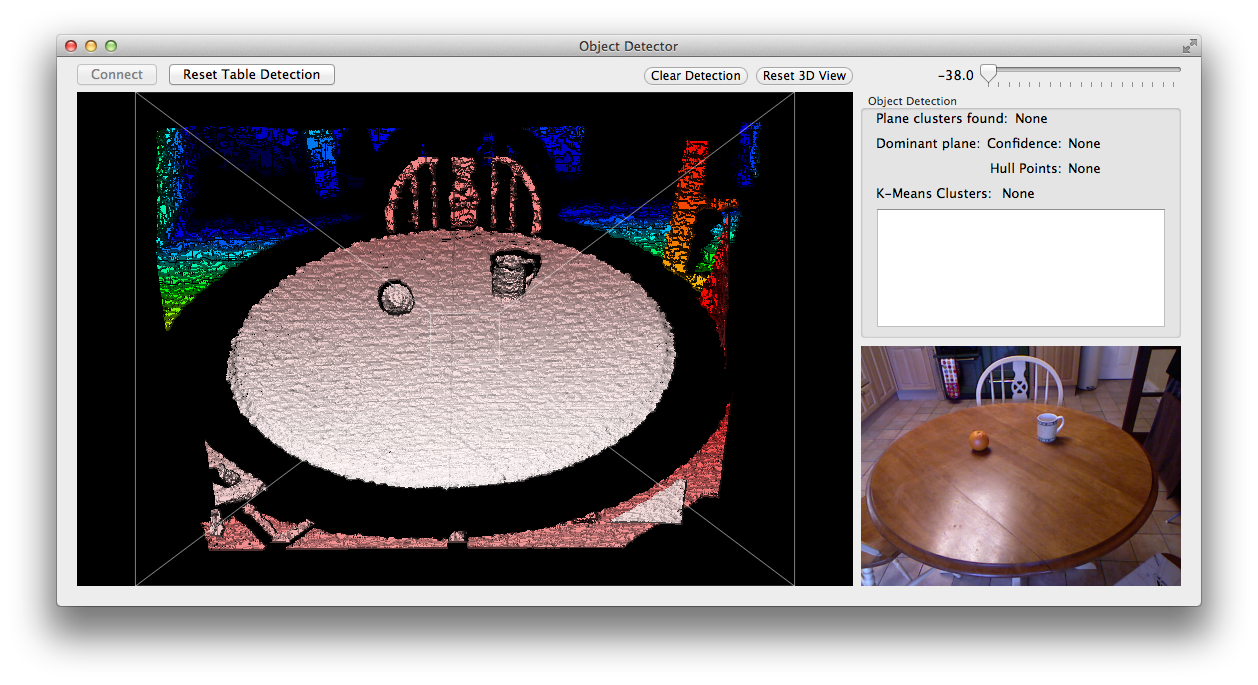 Object Detector
Connect
Reset Table Detection
Clear Detection
Reset 3D View
-38.0
Object Detection
Plane clusters found: None
Dominant plane: Confidence: None
Hull Points: None
K-Means Clusters: None